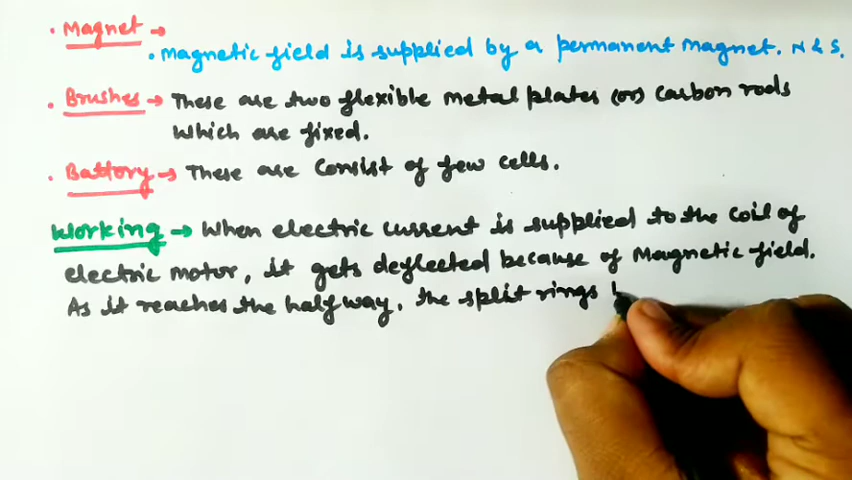 · Magnet →
· Magnetic field is supplied by a permanent magnet. N & S.
· Brushes → These are two flexible metal plates (or) carbon rods
which are fixed.
· Battory → These are consist of few cells.
Working → When electric current is supplied to the coil of
electric motor, it gets deflected because of Magnetic field.
As it reaches the halfway, the split rings